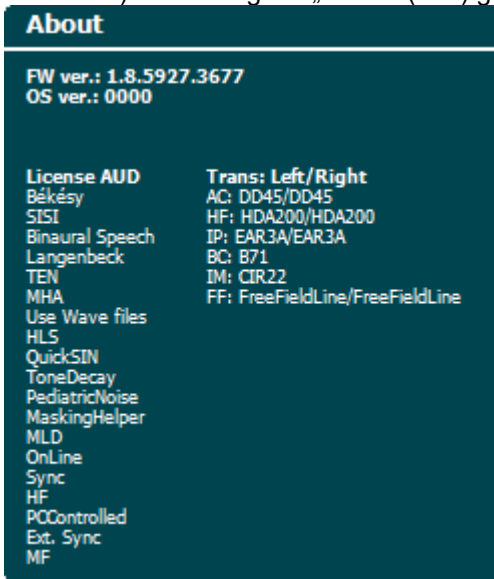 About
FW ver.: 1.8.5927.3677
OS ver.: 0000
License AUD
Békésy
SISI
Binaural Speech
Langenbeck
TEN
MHA
Use Wave files
HLS
QuickSIN
ToneDecay
PediatricNoise
MaskingHelper
MLD
OnLine
Sync
HF
PCControlled
Ext. Sync
MF
Trans: Left/Right
AC: DD45/DD45
HF: HDA200/HDA200
IP: EAR3A/EAR3A
BC: B71
IM: CIR22
FF: FreeFieldLine/FreeFieldLine